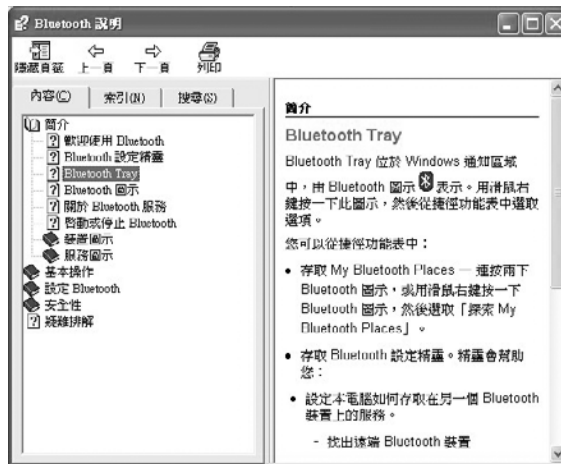 Bluetooth 說明
隱藏自茲 上一頁 下一頁 列印
內容(C) 索引(N) 搜尋(S)
簡介
歡迎使用 Bluetooth
Bluetooth 設定精靈
Bluetooth Tray
Bluetooth 圖示
關於 Bluetooth 服務
啟動或停止 Bluetooth
裝置圖示
服務圖示
基本操作
設定 Bluetooth
安全性
疑難排解
簡介
Bluetooth Tray
Bluetooth Tray 位於 Windows 通知區域
中，由 Bluetooth 圖示 表示。用滑鼠右
鍵按一下此圖示，然後從捷徑功能表中選取
選項。
您可以從捷徑功能表中：
• 存取 My Bluetooth Places — 連按兩下
Bluetooth 圖示，或用滑鼠右鍵按一下
Bluetooth 圖示，然後選取「探索 My
Bluetooth Places」。
• 存取 Bluetooth 設定精靈。精靈會幫助
您：
• 設定本電腦如何存取在另一個 Bluetooth
裝置上的服務。
- 找出遠端 Bluetooth 裝置